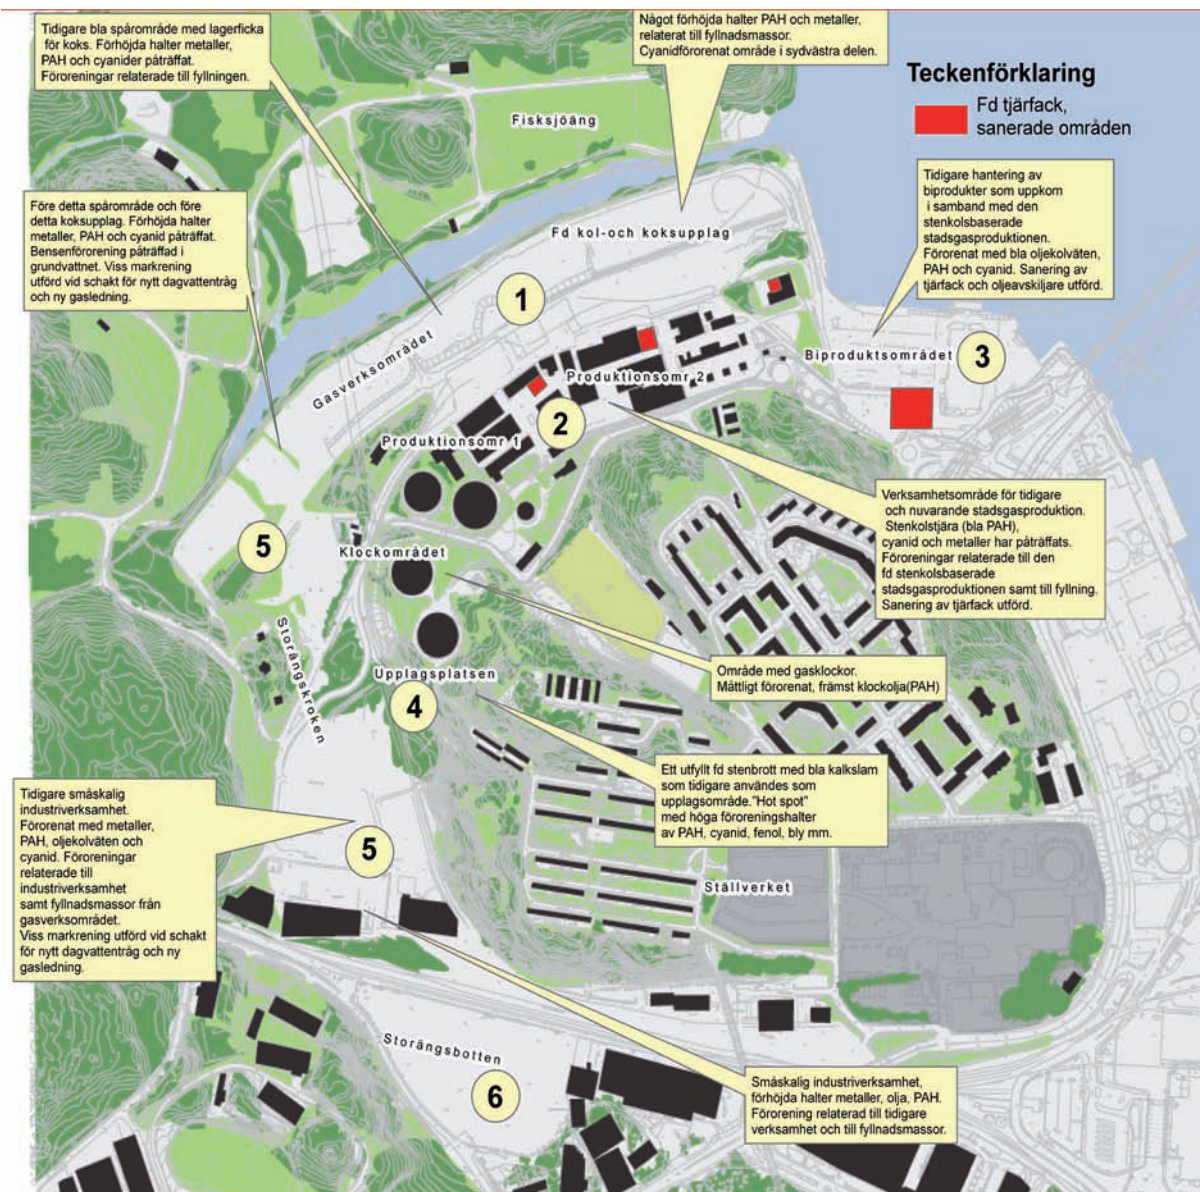 Tidigare bla spårområde med lagerficka
för koks. Förhöjda halter metaller,
PAH och cyanider påträffat.
Föroreningar relaterade till fyllningen.
Något förhöjda halter PAH och metaller,
relaterat till fyllnadsmassor.
Cyanidförorenat område i sydvästra delen.
Teckenförklaring
Fd tjärfack,
sanerade områden
Fisksjöäng
Tidigare hantering av
biprodukter som uppkom
i samband med den
stenkolsbaserade
stadsgasproduktionen.
Förorenat med bla oljekolväten,
PAH och cyanid. Sanering av
tjärfack och oljeavskiljare utförd.
Före detta spårområde och före
detta koksupplag. Förhöjda halter
metaller, PAH och cyanid påträffat.
Bensenförorening påträffad i
grundvattnet. Viss markrening
utförd vid schakt för nytt dagvattentråg
och ny gasledning.
Fd kol-och koksupplag
1
Gasverksområdet
Biproduktsområdet
3
Produktionsomr 2
2
Produktionsomr 1
Verksamhetsområde för tidigare
och nuvarande stadsgasproduktion.
Stenkolstjära (bla PAH),
cyanid och metaller har påträffats.
Föroreningar relaterade till den
fd stenkolsbaserade
stadsgasproduktionen samt till fyllning.
Sanering av tjärfack utförd.
5
Klockområdet
Storängskroken
Upplagsplatsen
4
Område med gasklockor.
Måttligt förorenat, främst klockolja(PAH)
Ett utfyllt fd stenbrott med bla kalkslam
som tidigare användes som
upplagsområde."Hot spot"
med höga föroreningshalter
av PAH, cyanid, fenol, bly mm.
Tidigare småskalig
industriverksamhet.
Förorenat med metaller,
PAH, oljekolväten och
cyanid. Föroreningar
relaterade till
industriverksamhet
samt fyllnadsmassor från
gasverksområdet.
Viss markrening utförd vid schakt
för nytt dagvattentråg och ny
gasledning.
5
Ställverket
Storängsbotten
6
Småskalig industriverksamhet,
förhöjda halter metaller, olja, PAH.
Förorening relaterad till tidigare
verksamhet och till fyllnadsmassor.